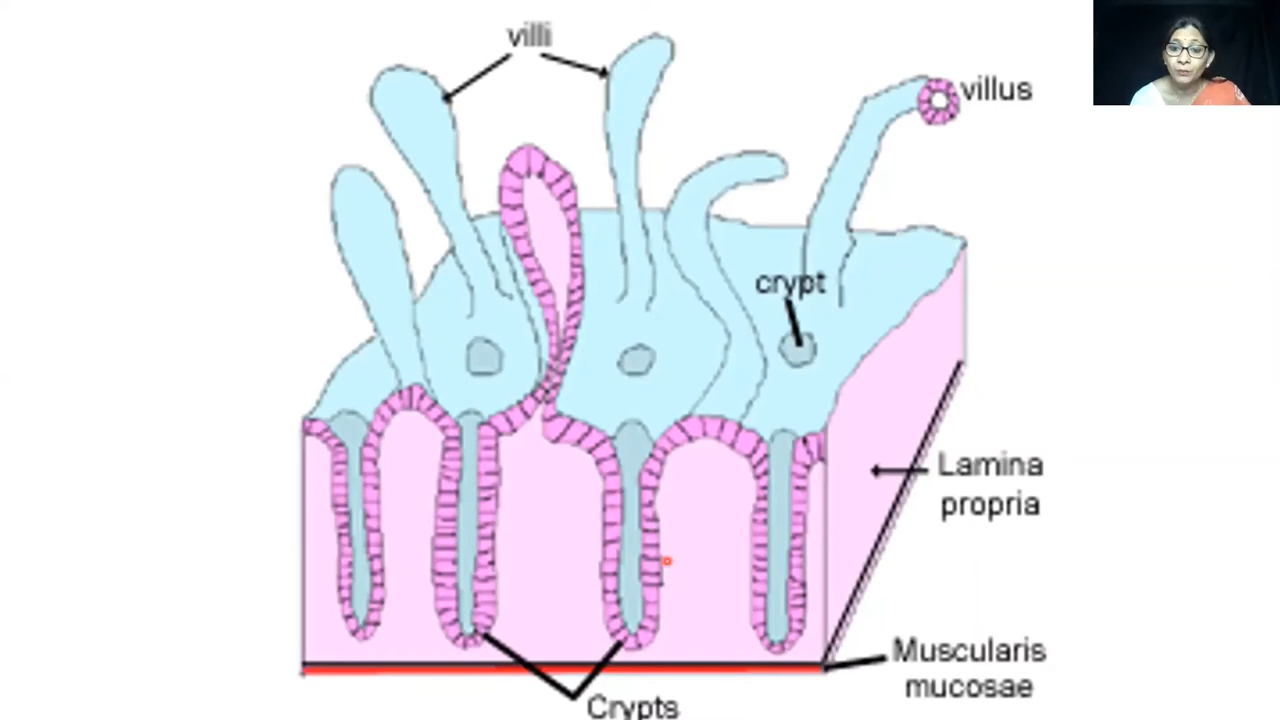 villi
villus
crypt
Lamina
propria
Muscularis
mucosae
Crypts